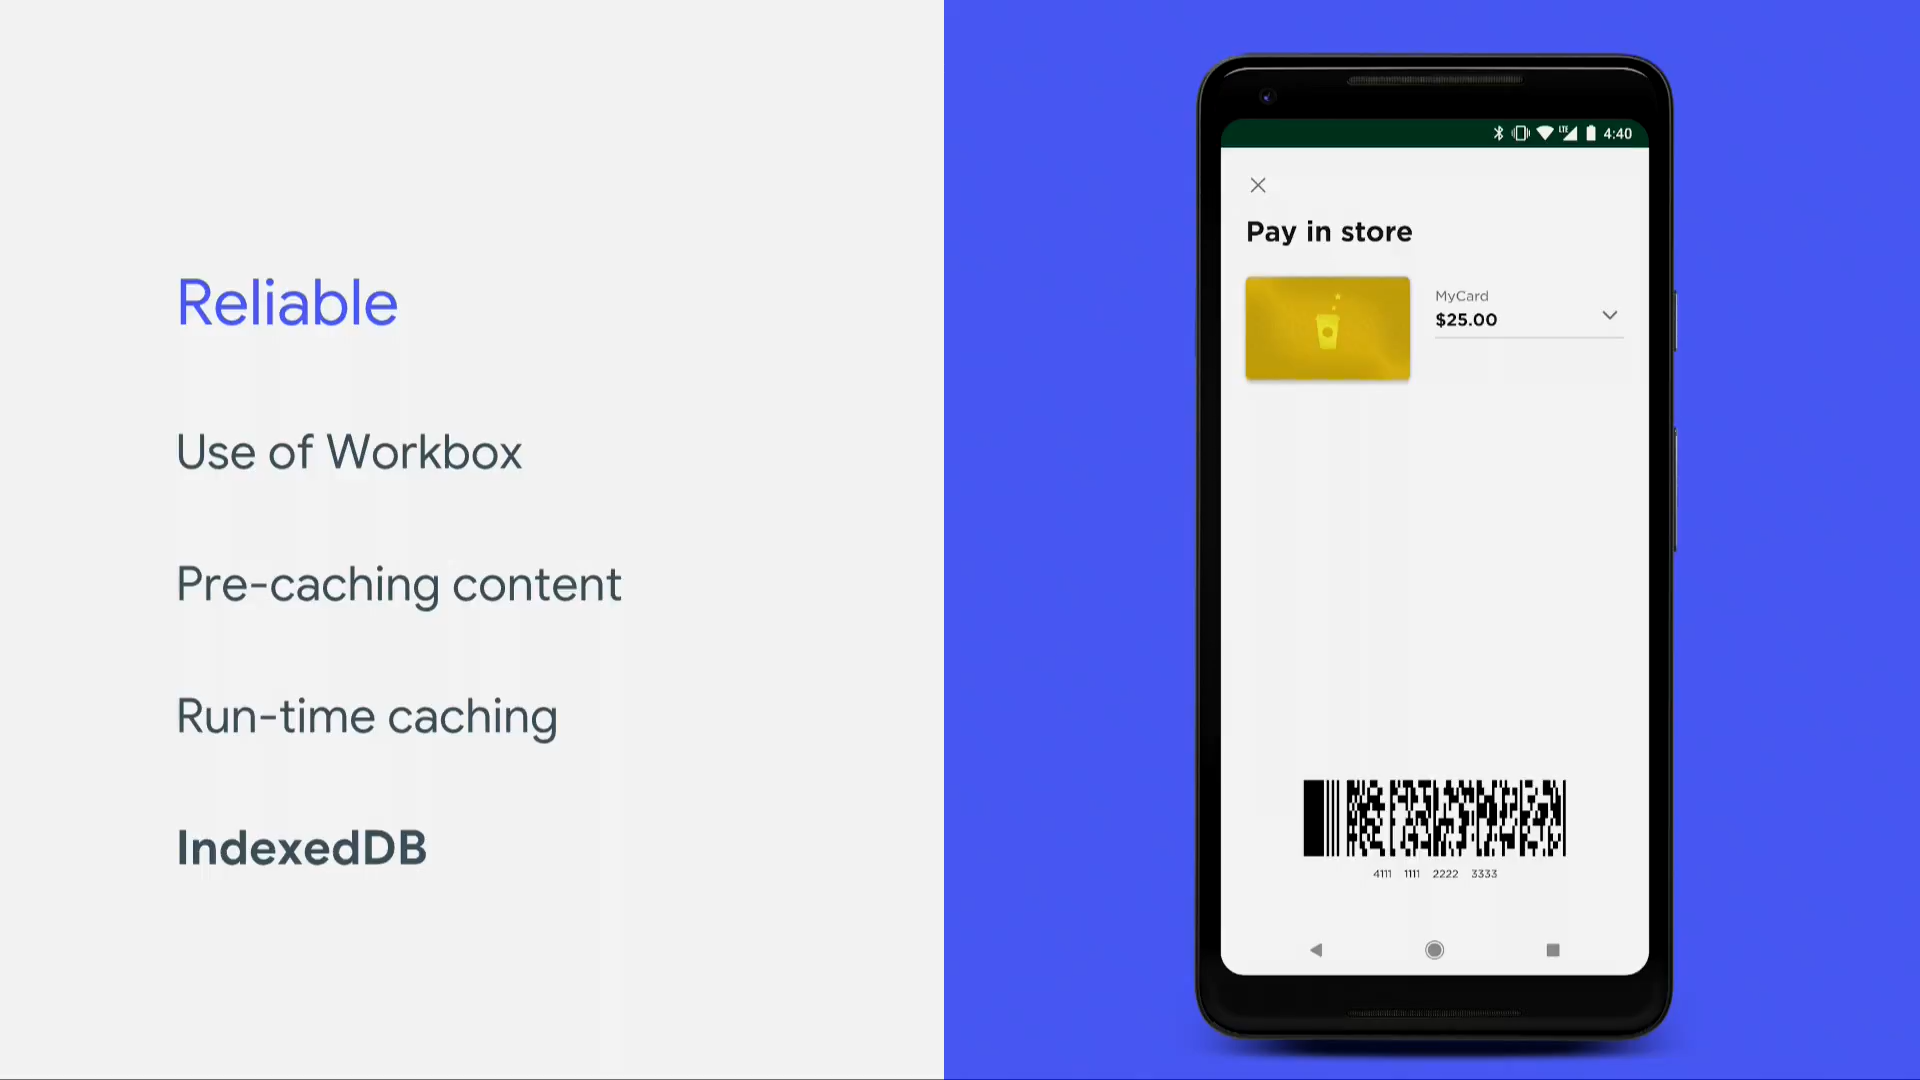 Reliable
Use of Workbox
Pre-caching content
Run-time caching
IndexedDB
LTE 4:40
Pay in store
MyCard
$25.00
4111 1111 2222 3333